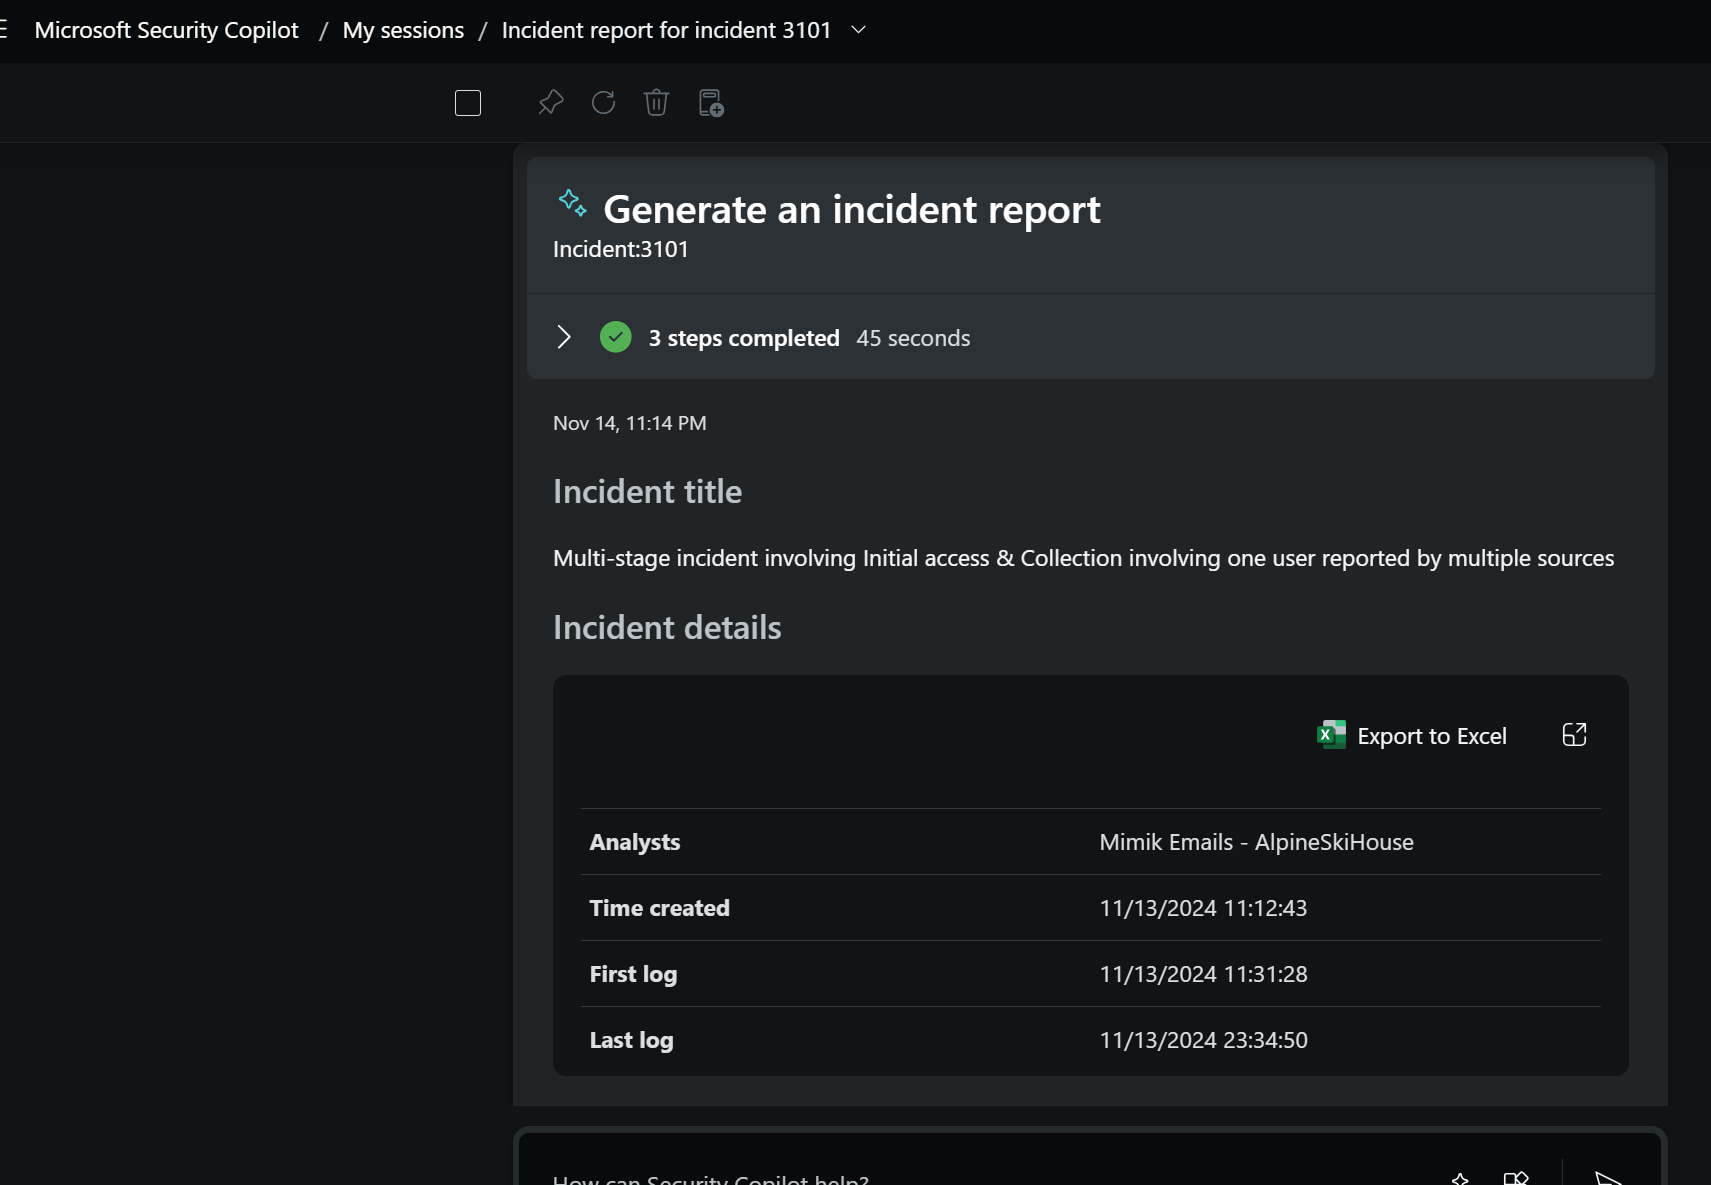 Microsoft Security Copilot / My sessions / Incident report for incident 3101
Generate an incident report
Incident:3101
3 steps completed 45 seconds
Nov 14, 11:14 PM
Incident title
Multi-stage incident involving Initial access & Collection involving one user reported by multiple sources
Incident details
Export to Excel
Analysts Mimik Emails - AlpineSkiHouse
Time created 11/13/2024 11:12:43
First log 11/13/2024 11:31:28
Last log 11/13/2024 23:34:50
How can Security Copilot help?